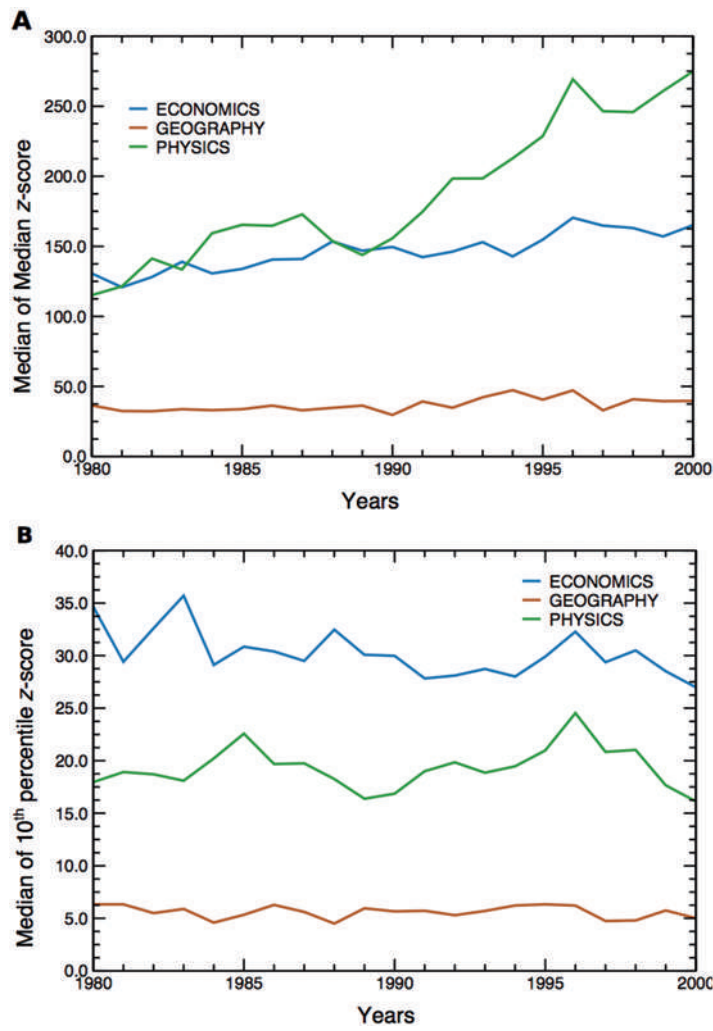 A
300.0
250.0
200.0
150.0
100.0
50.0
0.0
Median of Median z-score
ECONOMICS
GEOGRAPHY
PHYSICS
1980 1985 1990 1995 2000
Years
B
40.0
35.0
30.0
25.0
20.0
15.0
10.0
5.0
0.0
Median of 10th percentile z-score
ECONOMICS
GEOGRAPHY
PHYSICS
1980 1985 1990 1995 2000
Years